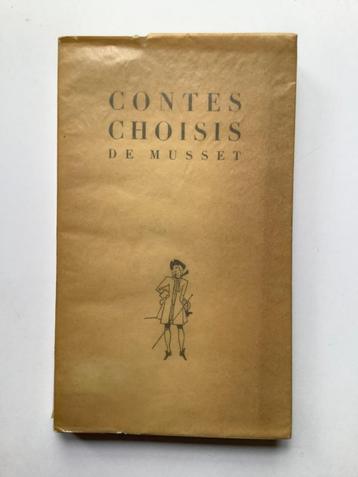 CONTES
CHOISIS
DE MUSSET